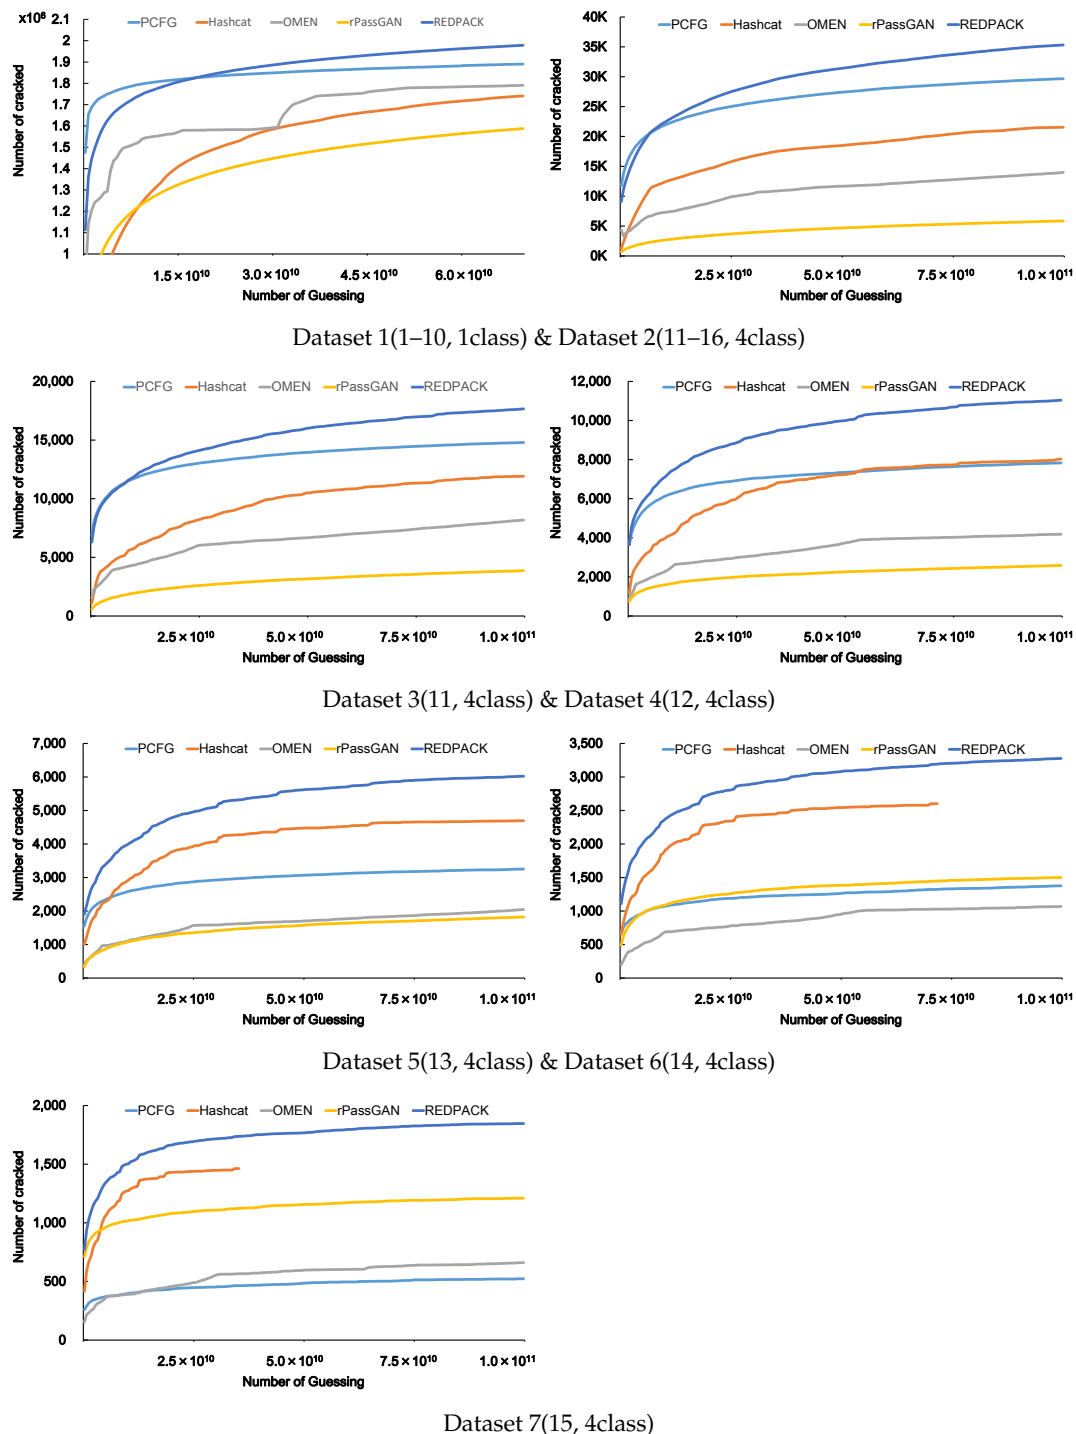 ×10⁶
2.1
2
1.9
1.8
1.7
1.6
1.5
1.4
1.3
1.2
1.1
1
Number of cracked
PCFG Hashcat OMEN rPassGAN REDPACK
1.5×10¹⁰ 3.0×10¹⁰ 4.5×10¹⁰ 6.0×10¹⁰
Number of Guessing
40K
35K
30K
25K
20K
15K
10K
5K
0K
Number of cracked
PCFG Hashcat OMEN rPassGAN REDPACK
2.5×10¹⁰ 5.0×10¹⁰ 7.5×10¹⁰ 1.0×10¹¹
Number of Guessing
Dataset 1(1–10, 1class) & Dataset 2(11–16, 4class)
20,000
15,000
10,000
5,000
0
Number of cracked
PCFG Hashcat OMEN rPassGAN REDPACK
2.5×10¹⁰ 5.0×10¹⁰ 7.5×10¹⁰ 1.0×10¹¹
Number of Guessing
12,000
10,000
8,000
6,000
4,000
2,000
0
Number of cracked
PCFG Hashcat OMEN rPassGAN REDPACK
2.5×10¹⁰ 5.0×10¹⁰ 7.5×10¹⁰ 1.0×10¹¹
Number of Guessing
Dataset 3(11, 4class) & Dataset 4(12, 4class)
7,000
6,000
5,000
4,000
3,000
2,000
1,000
0
Number of cracked
PCFG Hashcat OMEN rPassGAN REDPACK
2.5×10¹⁰ 5.0×10¹⁰ 7.5×10¹⁰ 1.0×10¹¹
Number of Guessing
3,500
3,000
2,500
2,000
1,500
1,000
500
0
Number of cracked
PCFG Hashcat OMEN rPassGAN REDPACK
2.5×10¹⁰ 5.0×10¹⁰ 7.5×10¹⁰ 1.0×10¹¹
Number of Guessing
Dataset 5(13, 4class) & Dataset 6(14, 4class)
2,000
1,500
1,000
500
0
Number of cracked
PCFG Hashcat OMEN rPassGAN REDPACK
2.5×10¹⁰ 5.0×10¹⁰ 7.5×10¹⁰ 1.0×10¹¹
Number of Guessing
Dataset 7(15, 4class)